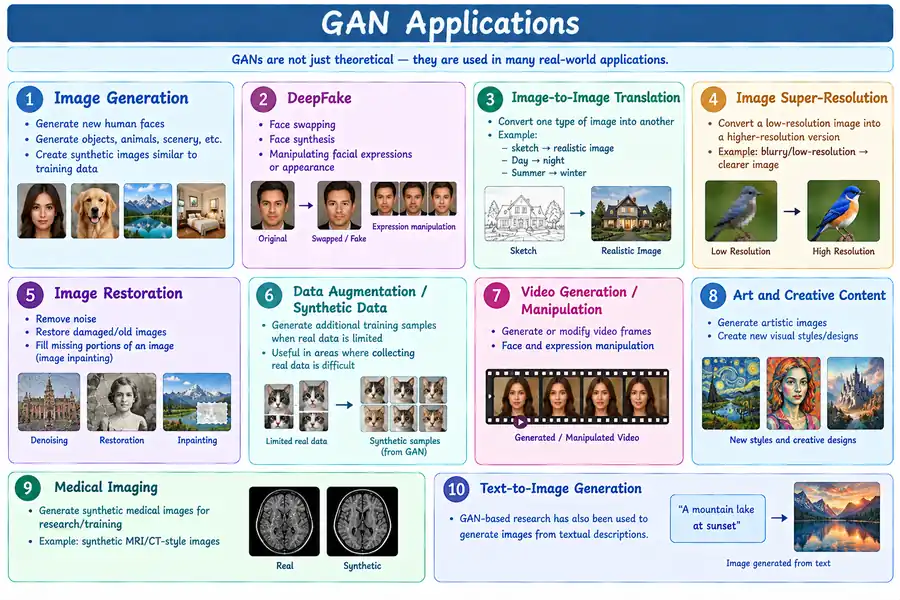 GAN Applications
GANs are not just theoretical — they are used in many real-world applications.
1 Image Generation
• Generate new human faces
• Generate objects, animals, scenery, etc.
• Create synthetic images similar to
training data
2 DeepFake
• Face swapping
• Face synthesis
• Manipulating facial expressions
or appearance
Original
Swapped / Fake
Expression manipulation
3 Image-to-Image Translation
• Convert one type of image into another
• Example:
– sketch → realistic image
– Day → night
– Summer → winter
Sketch
Realistic Image
4 Image Super-Resolution
• Convert a low-resolution image into
a higher-resolution version
• Example: blurry/low-resolution →
clearer image
Low Resolution
High Resolution
5 Image Restoration
• Remove noise
• Restore damaged/old images
• Fill missing portions of an image
(image inpainting)
Denoising
Restoration
Inpainting
6 Data Augmentation /
Synthetic Data
• Generate additional training samples
when real data is limited
• Useful in areas where collecting
real data is difficult
Limited real data
Synthetic samples
(from GAN)
7 Video Generation /
Manipulation
• Generate or modify video frames
• Face and expression manipulation
Generated / Manipulated Video
8 Art and Creative Content
• Generate artistic images
• Create new visual styles/designs
New styles and creative designs
9 Medical Imaging
• Generate synthetic medical images for
research/training
• Example: synthetic MRI/CT-style images
Real
Synthetic
10 Text-to-Image Generation
• GAN-based research has also been used to
generate images from textual descriptions.
“A mountain lake
at sunset”
Image generated from text